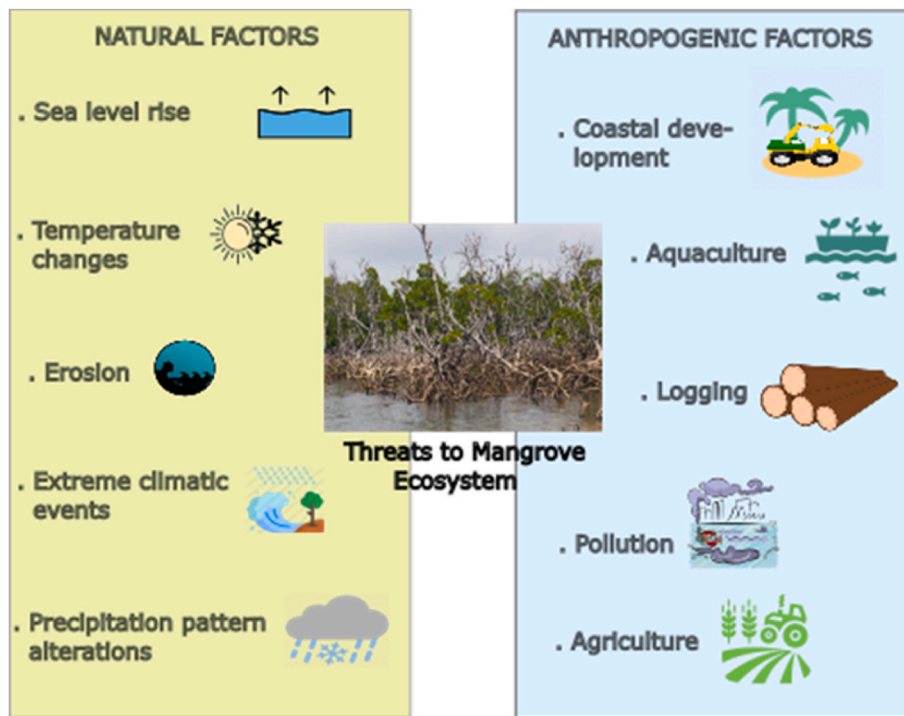 NATURAL FACTORS
. Sea level rise
. Temperature
changes
. Erosion
. Extreme climatic
events
. Precipitation pattern
alterations
Threats to Mangrove
Ecosystem
ANTHROPOGENIC FACTORS
. Coastal deve-
lopment
. Aquaculture
. Logging
. Pollution
. Agriculture